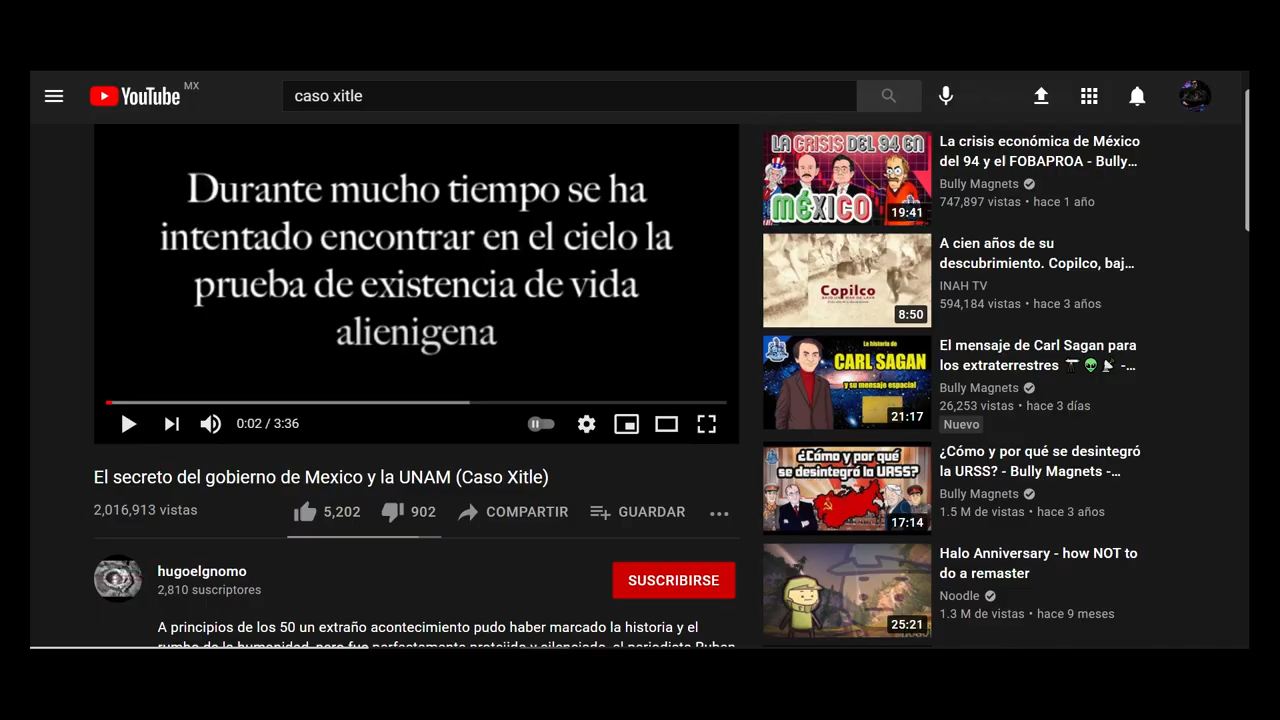 YouTube MX
caso xitle
Durante mucho tiempo se ha
intentado encontrar en el cielo la
prueba de existencia de vida
alienigena
0:02 / 3:36
El secreto del gobierno de Mexico y la UNAM (Caso Xitle)
2,016,913 vistas
5,202
902
COMPARTIR
GUARDAR
hugoelgnomo
2,810 suscriptores
SUSCRIBIRSE
A principios de los 50 un extraño acontecimiento pudo haber marcado la historia y el
rumbo de la humanidad, pero fue perfectamente protejida y silenciado, el periodista Ruben
LA CRISIS DEL 94 EN
MÉXICO
19:41
La crisis económica de México
del 94 y el FOBAPROA - Bully...
Bully Magnets
747,897 vistas • hace 1 año
Copilco
8:50
A cien años de su
descubrimiento. Copilco, baj...
INAH TV
594,184 vistas • hace 3 años
La historia de
CARL SAGAN
y su mensaje espacial
21:17
El mensaje de Carl Sagan para
los extraterrestres 🔭 👽 📡 -...
Bully Magnets
26,253 vistas • hace 3 días
Nuevo
¿Cómo y por qué
se desintegró la URSS?
17:14
¿Cómo y por qué se desintegró
la URSS? - Bully Magnets -...
Bully Magnets
1.5 M de vistas • hace 3 años
25:21
Halo Anniversary - how NOT to
do a remaster
Noodle
1.3 M de vistas • hace 9 meses